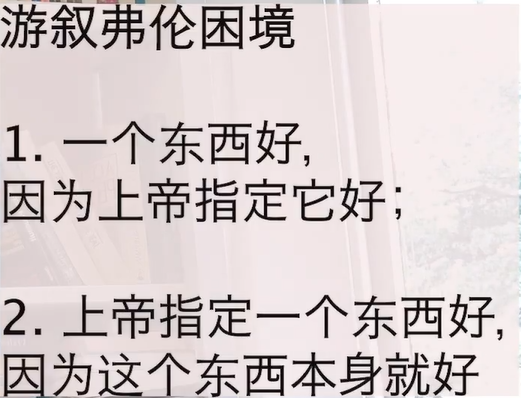 游叙弗伦困境
1. 一个东西好,
因为上帝指定它好;
2. 上帝指定一个东西好,
因为这个东西本身就好